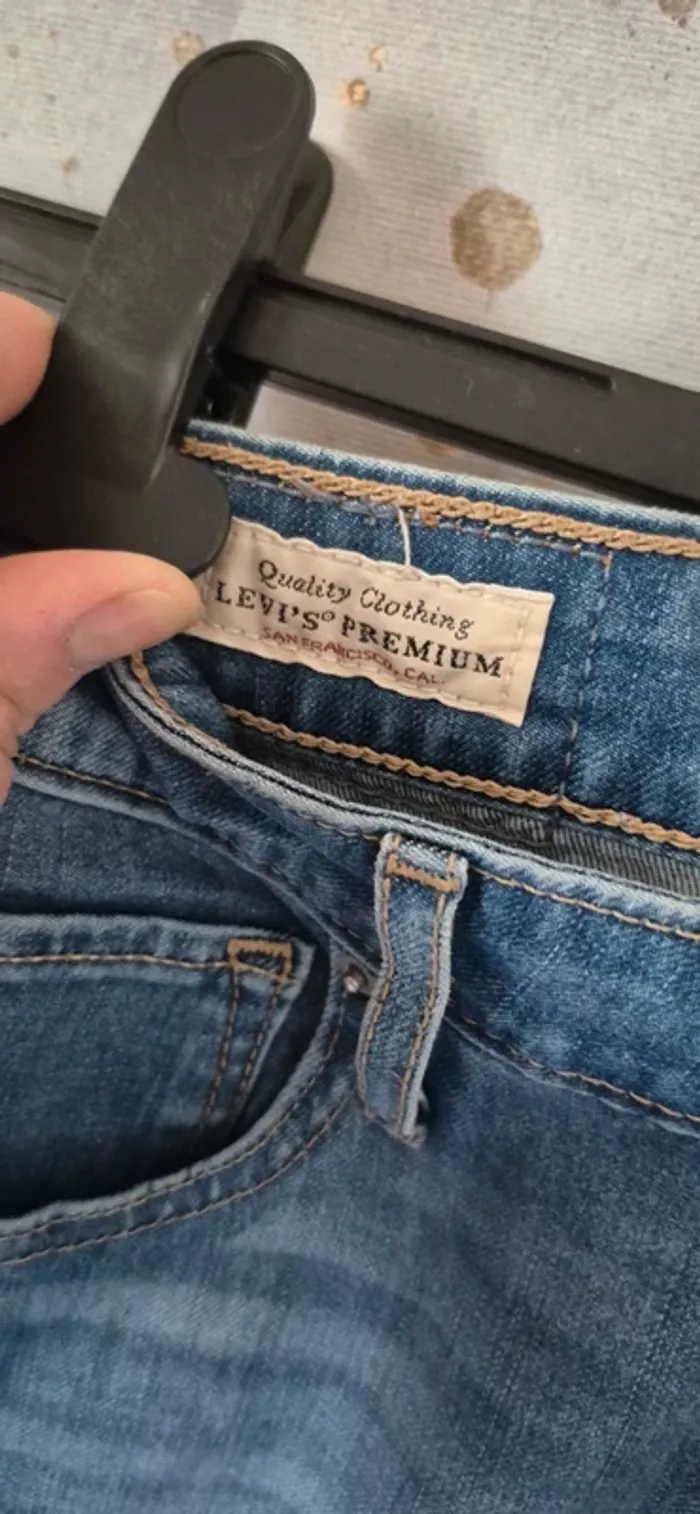 Quality Clothing
LEVI'S® PREMIUM
SAN FRANCISCO, CAL.